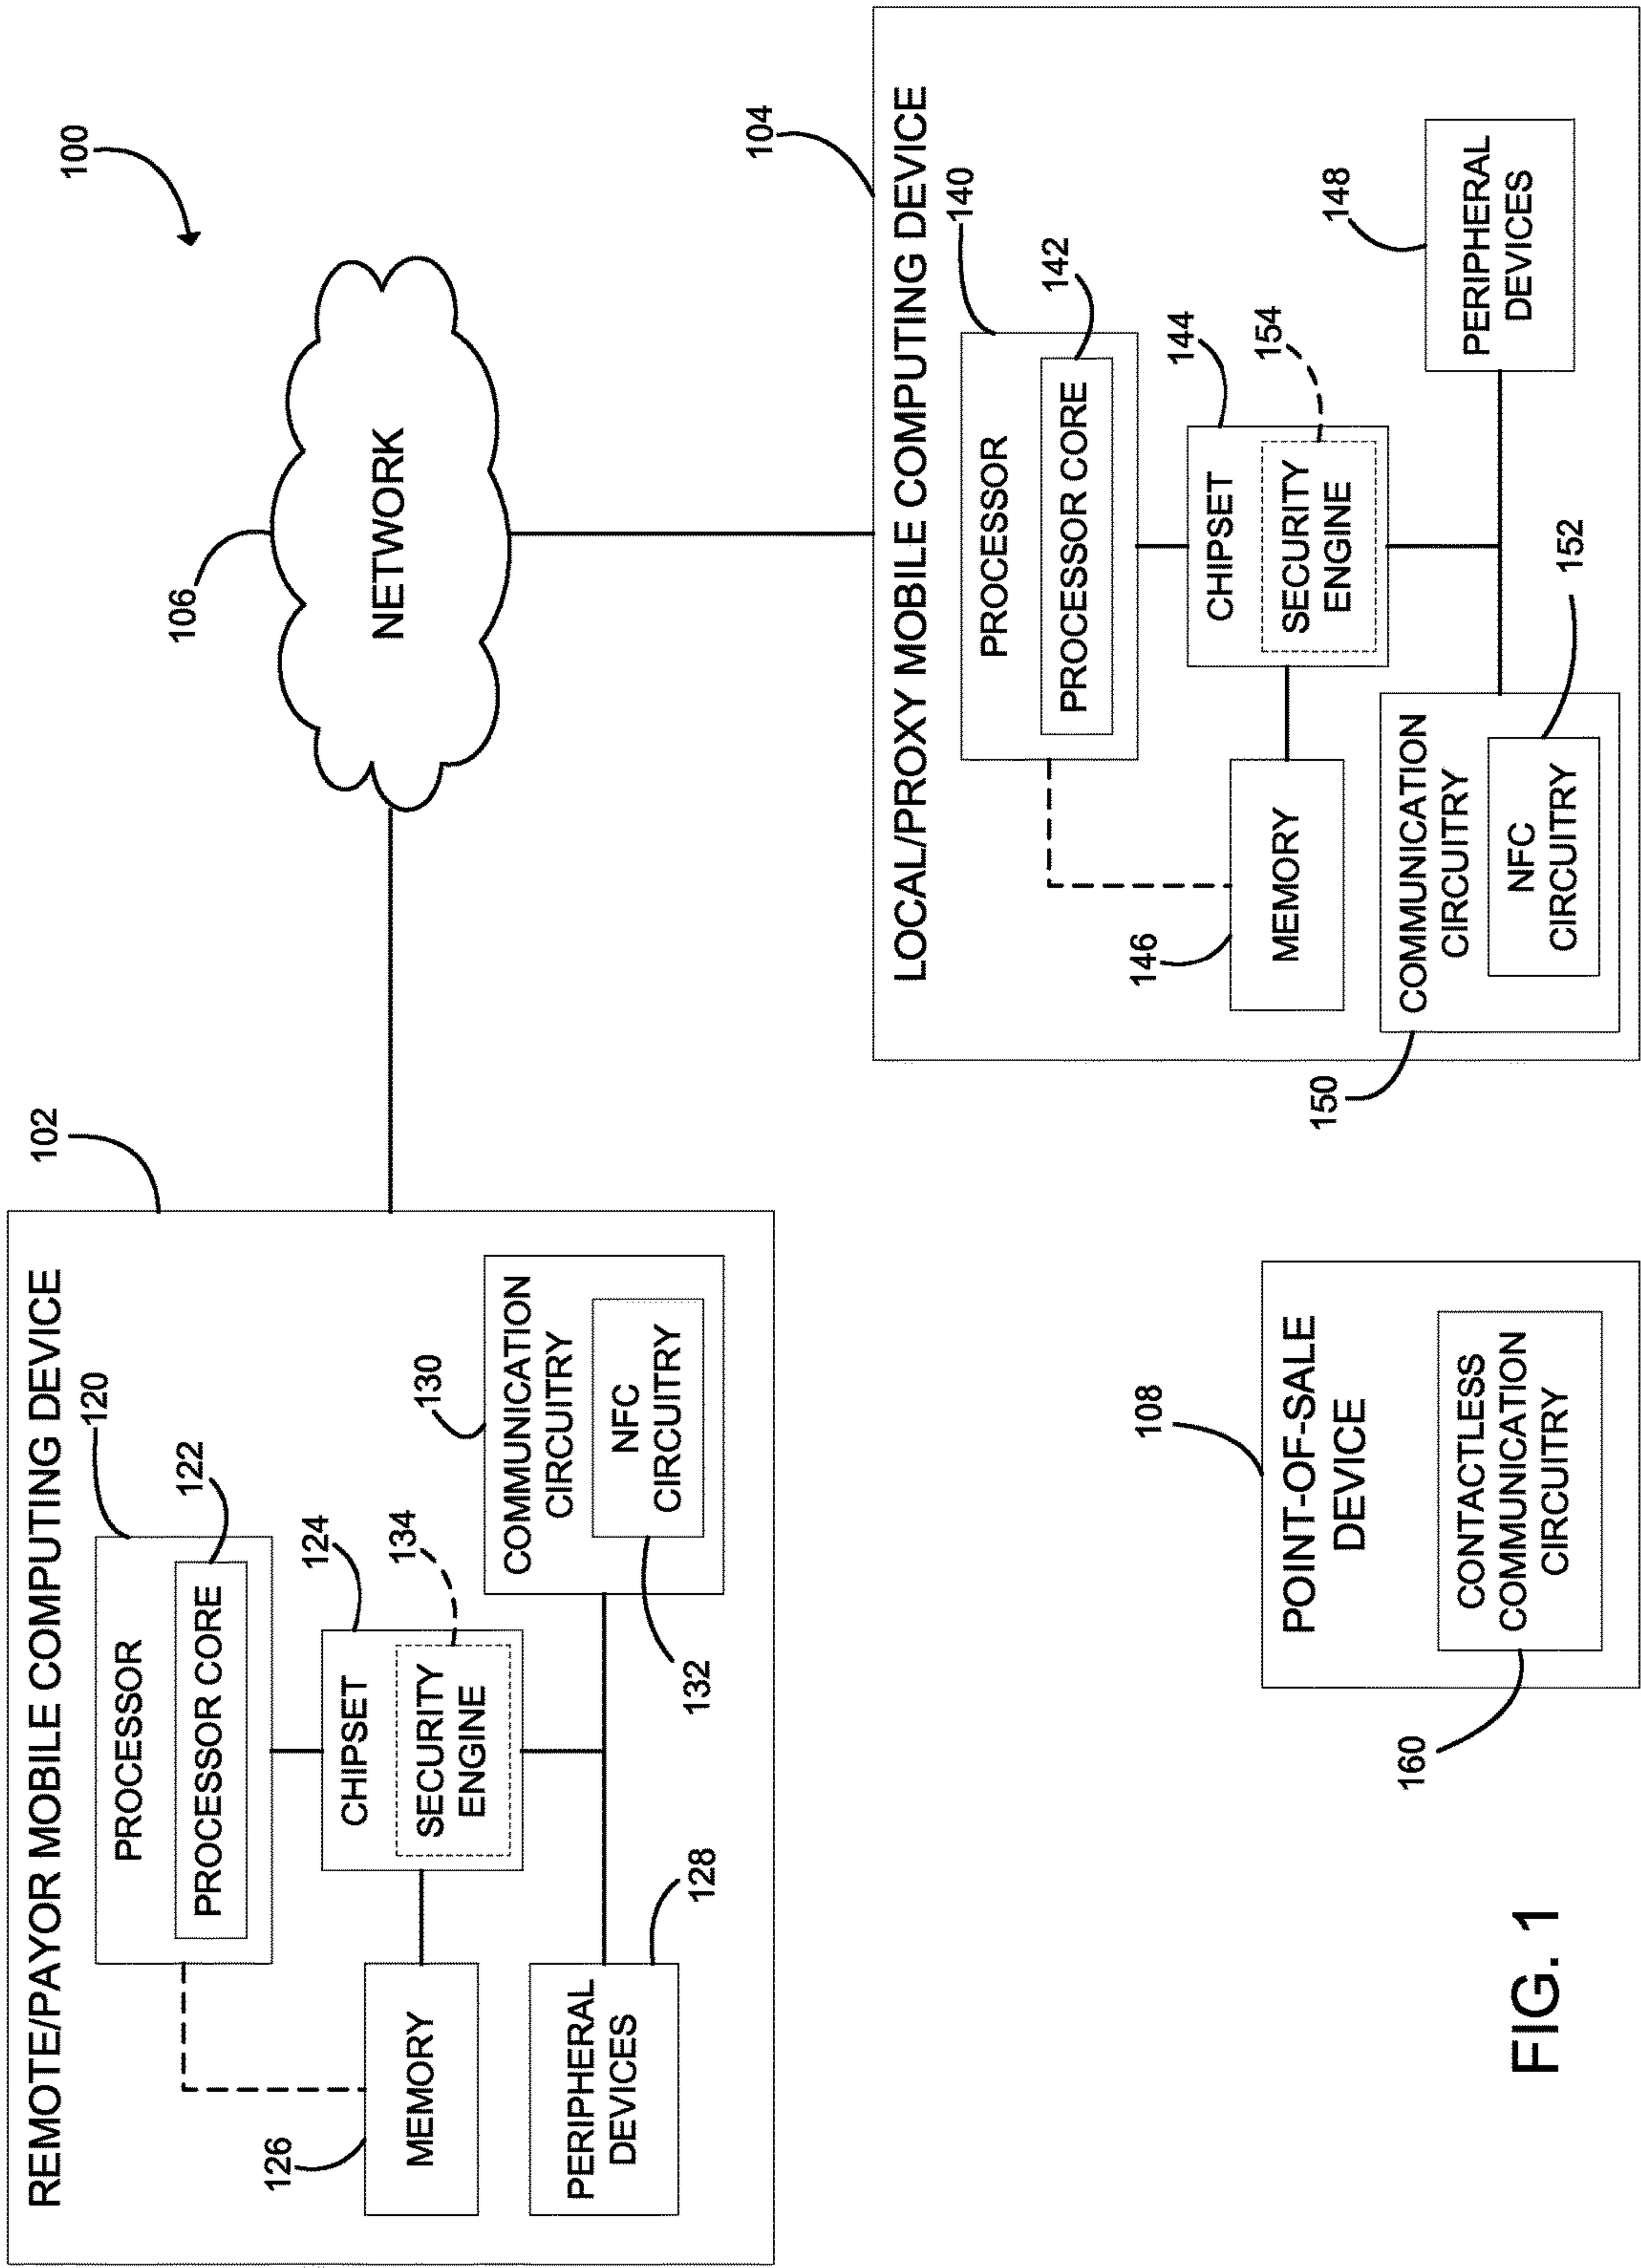 100
106
NETWORK
102
REMOTE/PAYOR MOBILE COMPUTING DEVICE
120
PROCESSOR
122
PROCESSOR CORE
124
CHIPSET
134
SECURITY
ENGINE
126
MEMORY
128
PERIPHERAL
DEVICES
130
COMMUNICATION
CIRCUITRY
132
NFC
CIRCUITRY
104
LOCAL/PROXY MOBILE COMPUTING DEVICE
140
PROCESSOR
142
PROCESSOR CORE
144
CHIPSET
154
SECURITY
ENGINE
146
MEMORY
148
PERIPHERAL
DEVICES
150
COMMUNICATION
CIRCUITRY
152
NFC
CIRCUITRY
108
POINT-OF-SALE
DEVICE
160
CONTACTLESS
COMMUNICATION
CIRCUITRY
FIG. 1